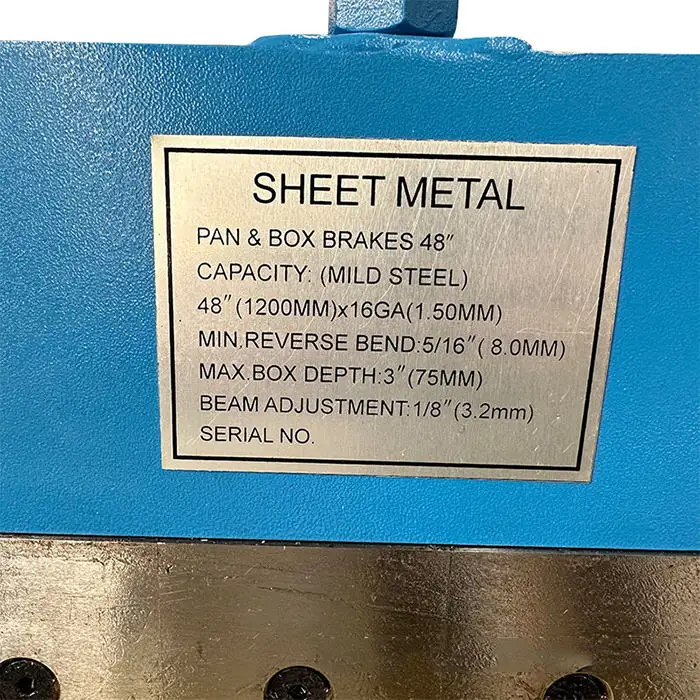 SHEET METAL
PAN & BOX BRAKES 48"
CAPACITY: (MILD STEEL)
48"(1200MM)x16GA(1.50MM)
MIN.REVERSE BEND:5/16"( 8.0MM)
MAX.BOX DEPTH:3"(75MM)
BEAM ADJUSTMENT:1/8"(3.2mm)
SERIAL NO.